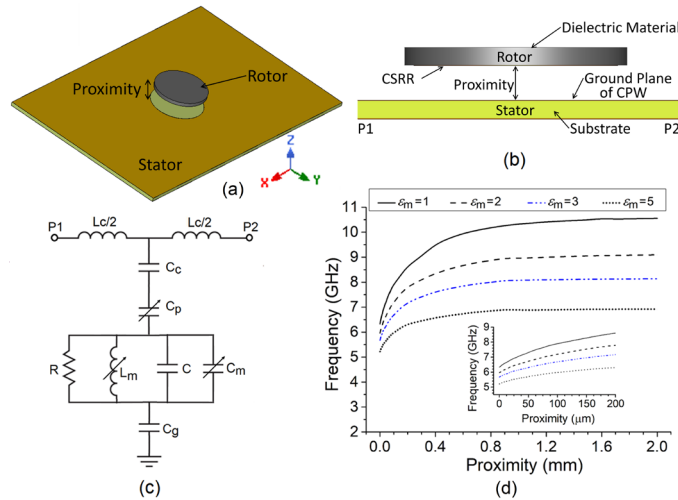 Proximity
Rotor
Stator
Z
X
Y
(a)
Dielectric Material
Rotor
CSRR
Proximity
Ground Plane
of CPW
Stator
P1
Substrate
P2
(b)
P1
Lc/2
Lc/2
P2
Cc
Cp
R
Lm
C
Cm
Cg
(c)
εm=1 εm=2 εm=3 εm=5
Frequency (GHz)
11
10
9
8
7
6
5
4
3
2
0.0 0.4 0.8 1.2 1.6 2.0
Proximity (mm)
Frequency (GHz)
9
8
7
6
5
0 50 100 150 200
Proximity (μm)
(d)